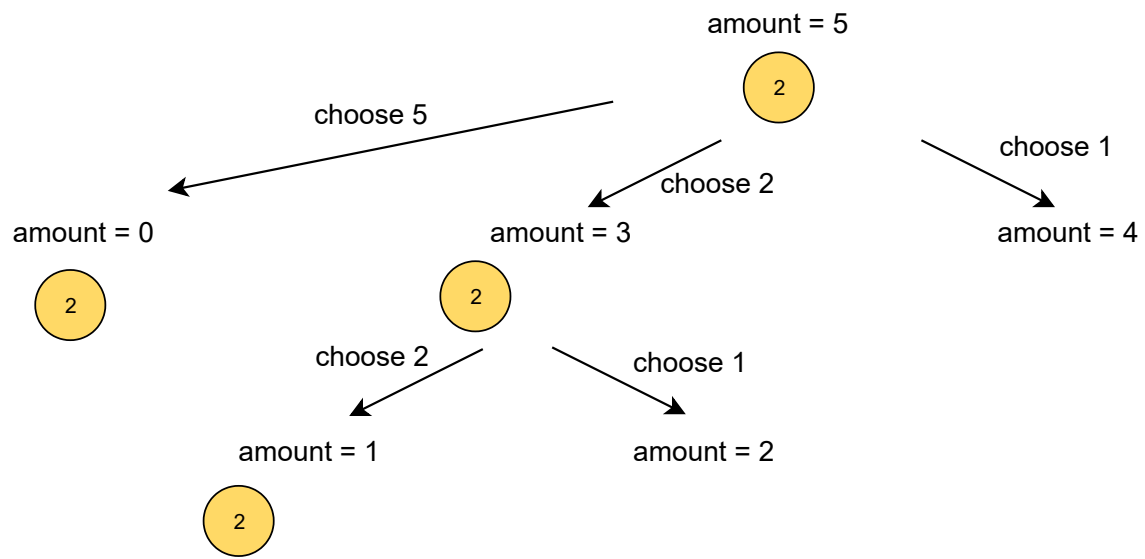 amount = 5
2
choose 5
choose 1
choose 2
amount = 0
amount = 3
amount = 4
2
2
choose 2
choose 1
amount = 1
amount = 2
2